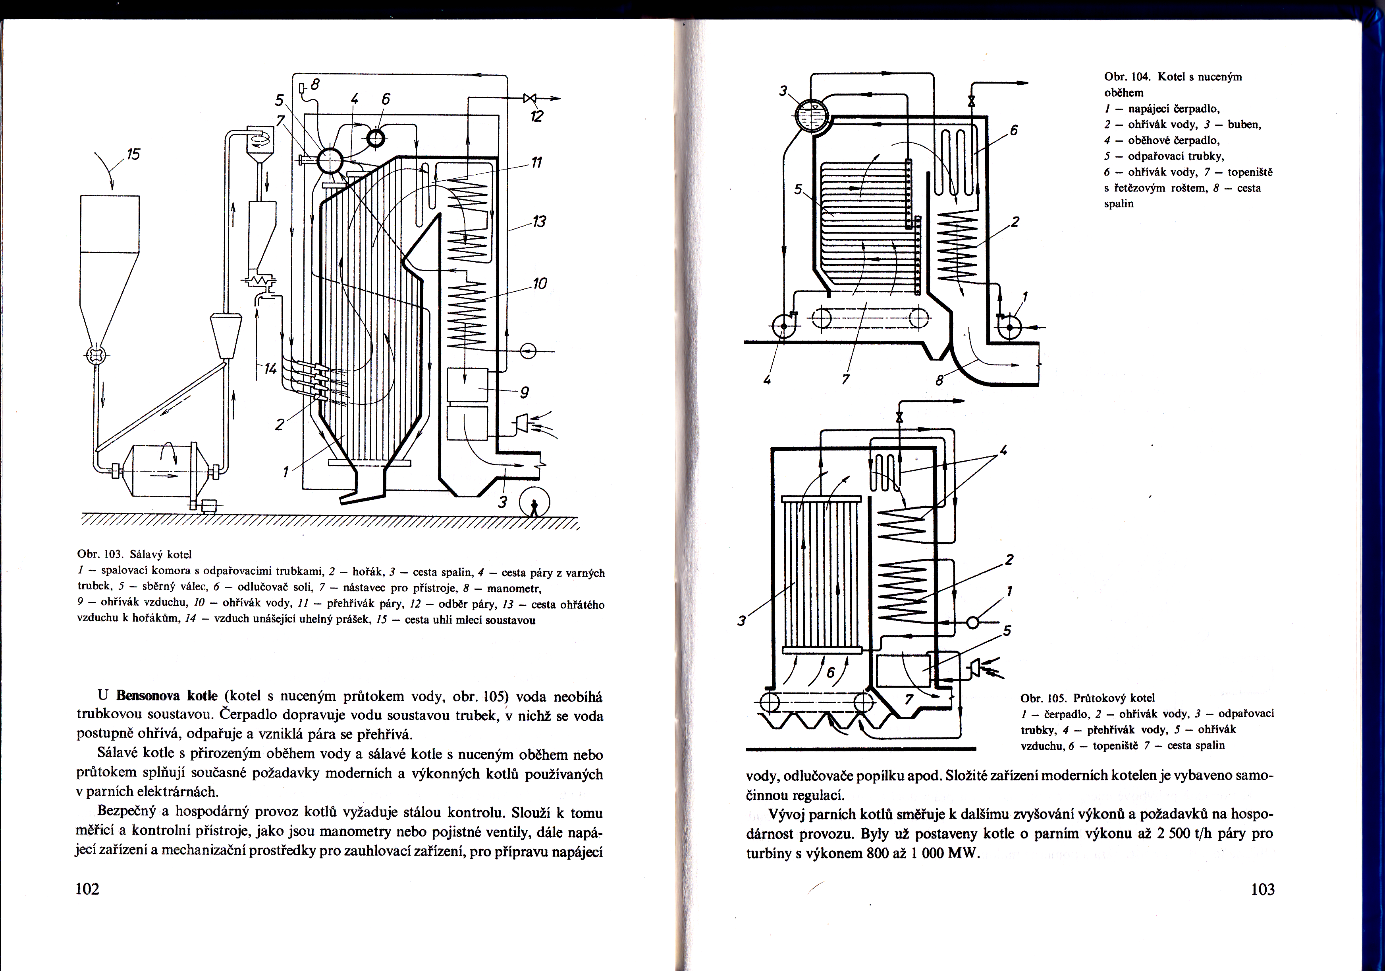 15
5
8
4
6
7
12
11
13
10
14
9
2
1
3
Obr. 103. Sálavý kotel
1 — spalovací komora s odpařovacími trubkami, 2 — hořák, 3 — cesta spalin, 4 — cesta páry z varných
trubek, 5 — sběrný válec, 6 — odlučovač solí, 7 — nástavec pro přístroje, 8 — manometr,
9 — ohřívák vzduchu, 10 — ohřívák vody, 11 — přehřívák páry, 12 — odběr páry, 13 — cesta ohřátého
vzduchu k hořákům, 14 — vzduch unášející uhelný prášek, 15 — cesta uhlí mlecí soustavou
U Bensonova kotle (kotel s nuceným průtokem vody, obr. 105) voda neobíhá
trubkovou soustavou. Čerpadlo dopravuje vodu soustavou trubek, v nichž se voda
postupně ohřívá, odpařuje a vzniklá pára se přehřívá.
Sálavé kotle s přirozeným oběhem vody a sálavé kotle s nuceným oběhem nebo
průtokem splňují současné požadavky moderních a výkonných kotlů používaných
v parních elektrárnách.
Bezpečný a hospodárný provoz kotlů vyžaduje stálou kontrolu. Slouží k tomu
měřicí a kontrolní přístroje, jako jsou manometry nebo pojistné ventily, dále napá-
jecí zařízení a mechanizační prostředky pro zauhlovací zařízení, pro přípravu napájecí
102
3
6
5
2
1
4
7
8
Obr. 104. Kotel s nuceným
oběhem
1 — napájecí čerpadlo,
2 — ohřívák vody, 3 — buben,
4 — oběhové čerpadlo,
5 — odpařovací trubky,
6 — ohřívák vody, 7 — topeniště
s řetězovým roštem, 8 — cesta
spalin
4
2
1
3
5
6
7
Obr. 105. Průtokový kotel
1 — čerpadlo, 2 — ohřívák vody, 3 — odpařovací
trubky, 4 — přehřívák vody, 5 — ohřívák
vzduchu, 6 — topeniště 7 — cesta spalin
vody, odlučovače popílku apod. Složité zařízení moderních kotelen je vybaveno samo-
činnou regulací.
Vývoj parních kotlů směřuje k dalšímu zvyšování výkonů a požadavků na hospo-
dárnost provozu. Byly už postaveny kotle o parním výkonu až 2 500 t/h páry pro
turbíny s výkonem 800 až 1 000 MW.
103